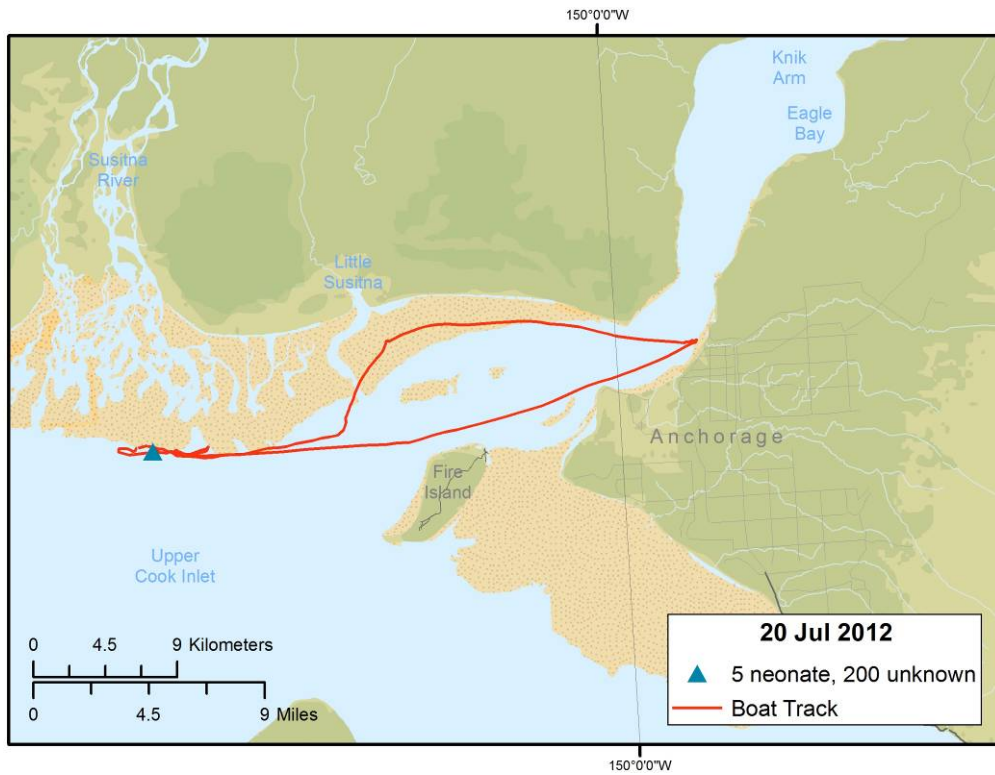 150°0'0"W
Knik
Arm
Eagle
Bay
Susitna
River
Little
Susitna
Anchorage
Fire
Island
Upper
Cook Inlet
0 4.5 9 Kilometers
0 4.5 9 Miles
20 Jul 2012
5 neonate, 200 unknown
Boat Track
150°0'0"W